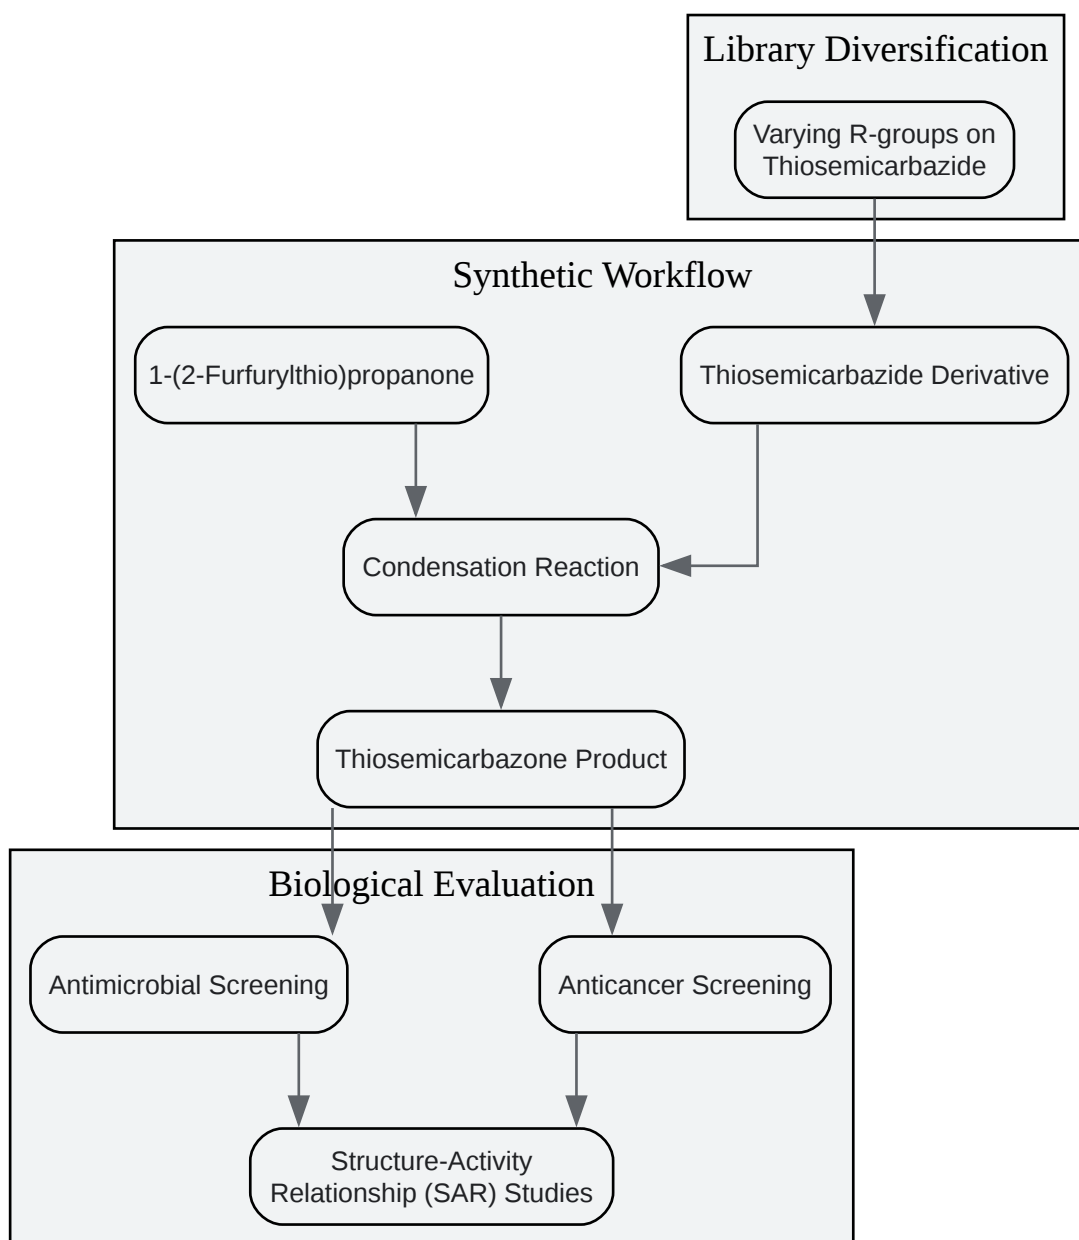 Library Diversification
Varying R-groups on
Thiosemicarbazide
Synthetic Workflow
1-(2-Furfurylthio)propanone
Thiosemicarbazide Derivative
Condensation Reaction
Thiosemicarbazone Product
Biological Evaluation
Antimicrobial Screening
Anticancer Screening
Structure-Activity
Relationship (SAR) Studies